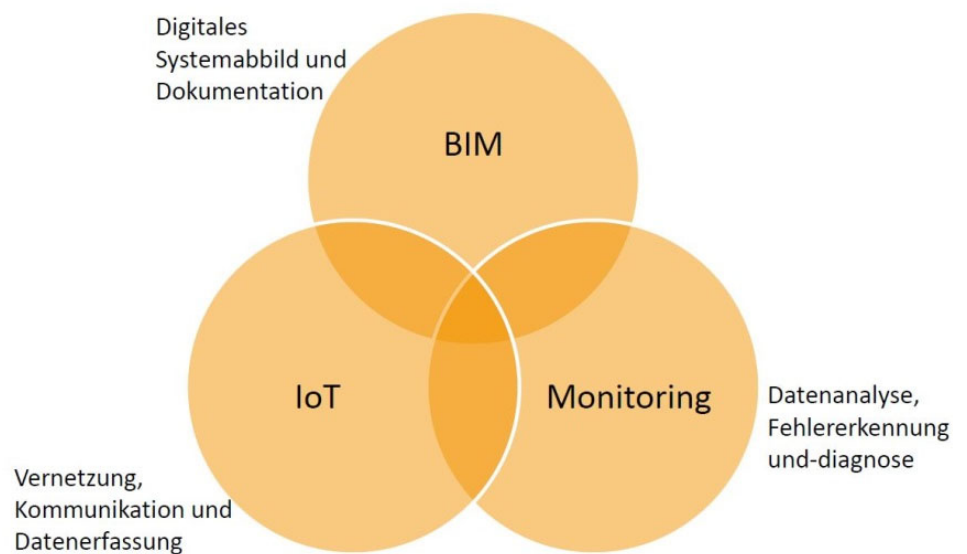 Digitales
Systemabbild und
Dokumentation
BIM
IoT
Monitoring
Datenanalyse,
Fehlererkennung
und-diagnose
Vernetzung,
Kommunikation und
Datenerfassung